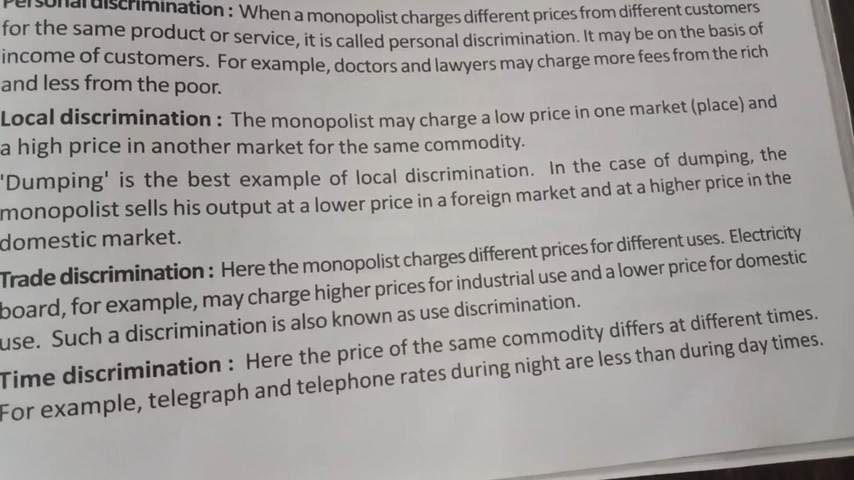 Personal discrimination : When a monopolist charges different prices from different customers
for the same product or service, it is called personal discrimination. It may be on the basis of
income of customers. For example, doctors and lawyers may charge more fees from the rich
and less from the poor.
Local discrimination : The monopolist may charge a low price in one market (place) and
a high price in another market for the same commodity.
'Dumping' is the best example of local discrimination. In the case of dumping, the
monopolist sells his output at a lower price in a foreign market and at a higher price in the
domestic market.
Trade discrimination : Here the monopolist charges different prices for different uses. Electricity
board, for example, may charge higher prices for industrial use and a lower price for domestic
use. Such a discrimination is also known as use discrimination.
Time discrimination : Here the price of the same commodity differs at different times.
For example, telegraph and telephone rates during night are less than during day times.